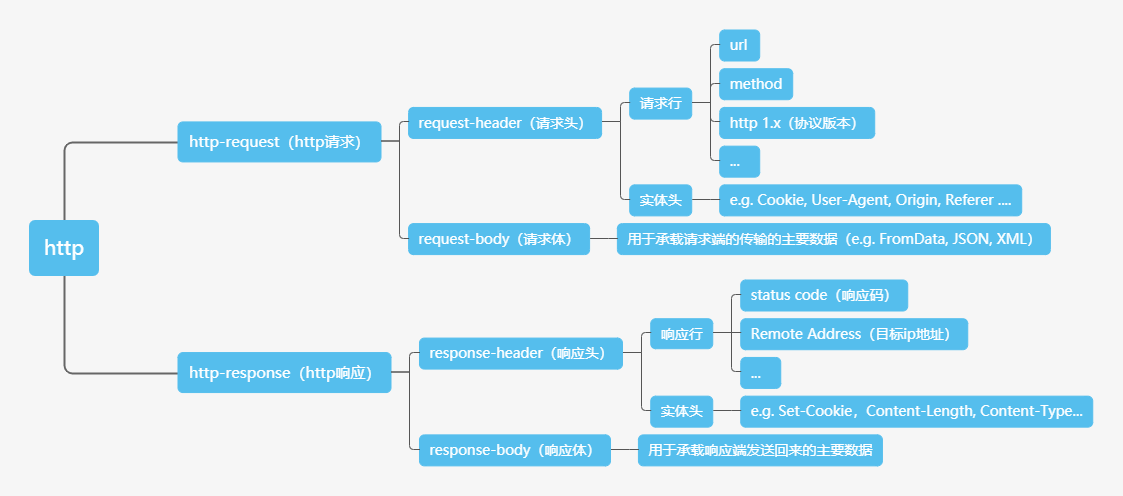 http
http-request（http请求）
request-header（请求头）
请求行
url
method
http 1.x（协议版本）
...
实体头
e.g. Cookie, User-Agent, Origin, Referer ....
request-body（请求体）
用于承载请求端的传输的主要数据（e.g. FromData, JSON, XML）
http-response（http响应）
response-header（响应头）
响应行
status code（响应码）
Remote Address（目标ip地址）
...
实体头
e.g. Set-Cookie，Content-Length, Content-Type...
response-body（响应体）
用于承载响应端发送回来的主要数据